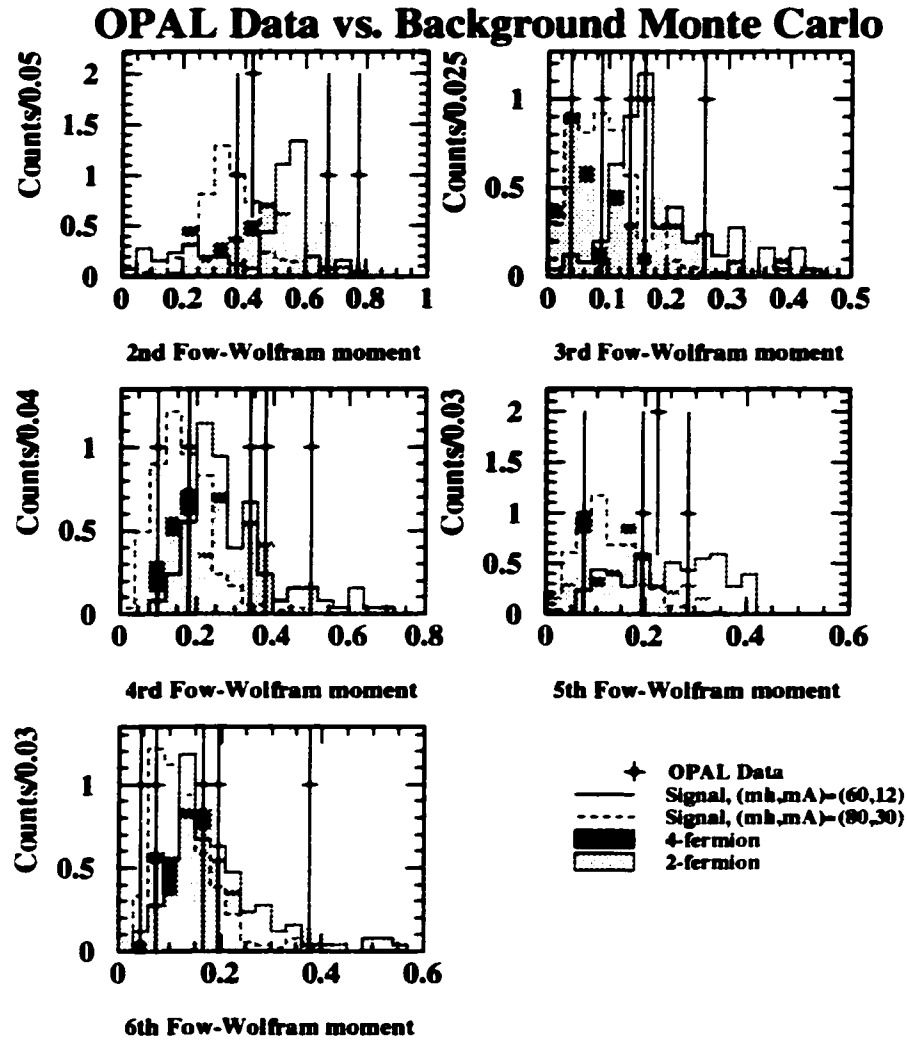 OPAL Data vs. Background Monte Carlo
Counts/0.05
2
1.5
1
0.5
0
0 0.2 0.4 0.6 0.8 1
2nd Fow-Wolfram moment
Counts/0.025
1
0.5
0
0 0.1 0.2 0.3 0.4 0.5
3rd Fow-Wolfram moment
Counts/0.04
1
0.5
0
0 0.2 0.4 0.6 0.8
4rd Fow-Wolfram moment
Counts/0.03
2
1.5
1
0.5
0
0 0.2 0.4 0.6
5th Fow-Wolfram moment
Counts/0.03
1
0.5
0
0 0.2 0.4 0.6
6th Fow-Wolfram moment
OPAL Data
Signal, (mh,mA)=(60,12)
Signal, (mh,mA)=(80,30)
4-fermion
2-fermion